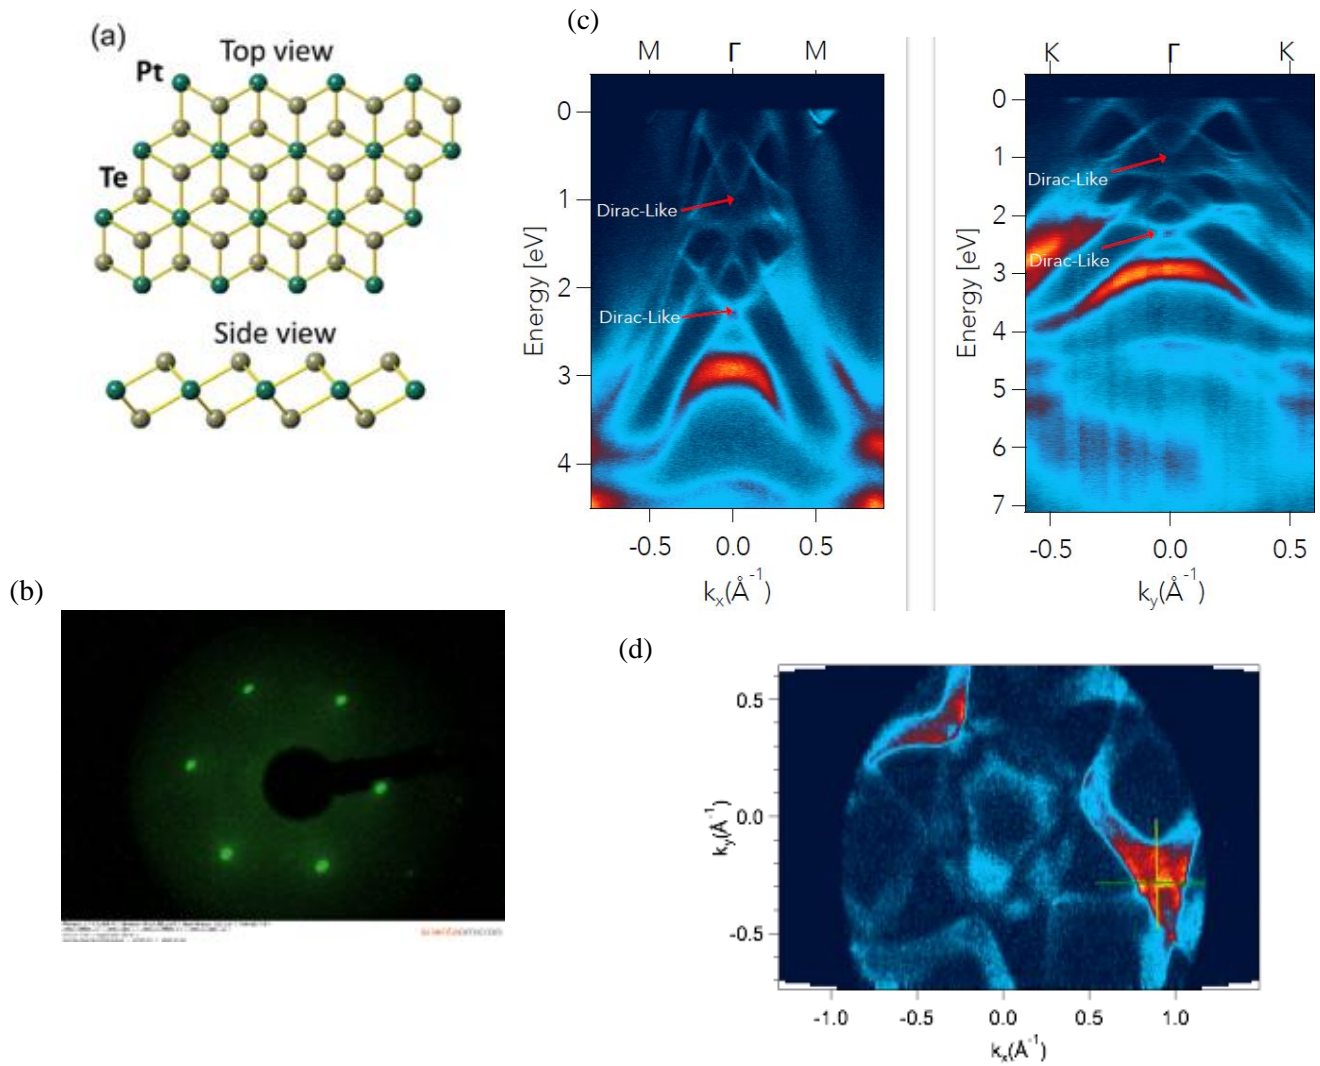 (a)
Top view
Pt
Te
Side view
(b)
(c)
M Γ M
0
1
2
3
4
Energy [eV]
Dirac-Like
Dirac-Like
-0.5 0.0 0.5
kx(Å-1)
K Γ K
0
1
2
3
4
5
6
7
Energy [eV]
Dirac-Like
Dirac-Like
-0.5 0.0 0.5
ky(Å-1)
scientaomicron
(d)
0.5
0.0
-0.5
ky(Å-1)
-1.0 -0.5 0.0 0.5 1.0
kx(Å-1)